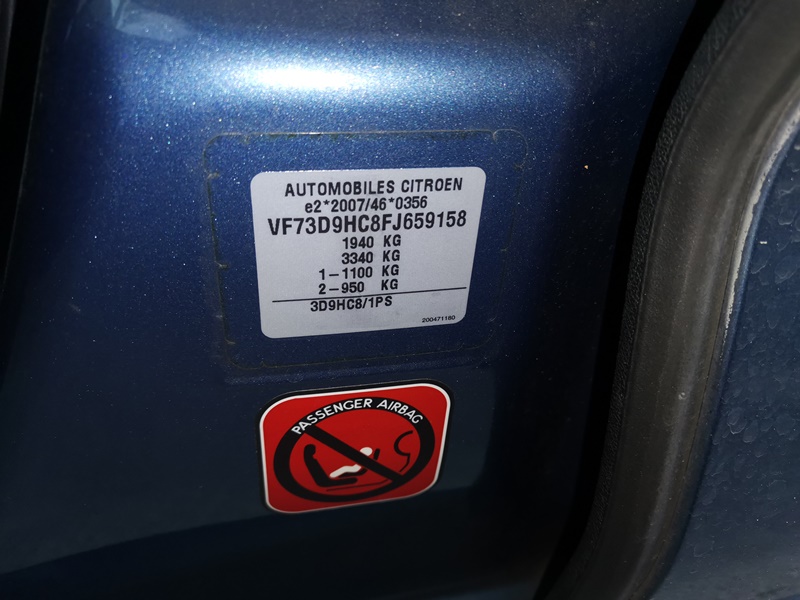 AUTOMOBILES CITROEN
e2*2007/46*0356
VF73D9HC8FJ659158
1940 KG
3340 KG
1-1100 KG
2-950 KG
3D9HC8/1PS
200471180
PASSENGER AIRBAG